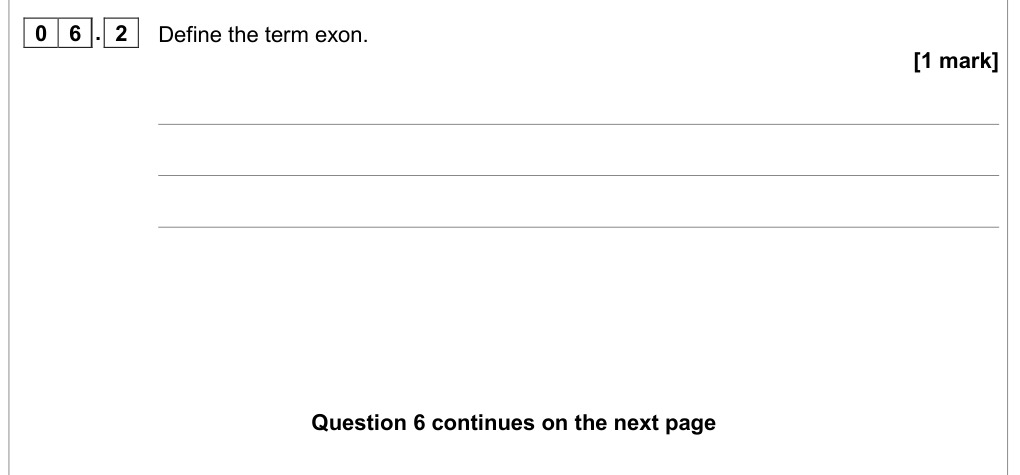 0 6 . 2 Define the term exon.
[1 mark]
Question 6 continues on the next page